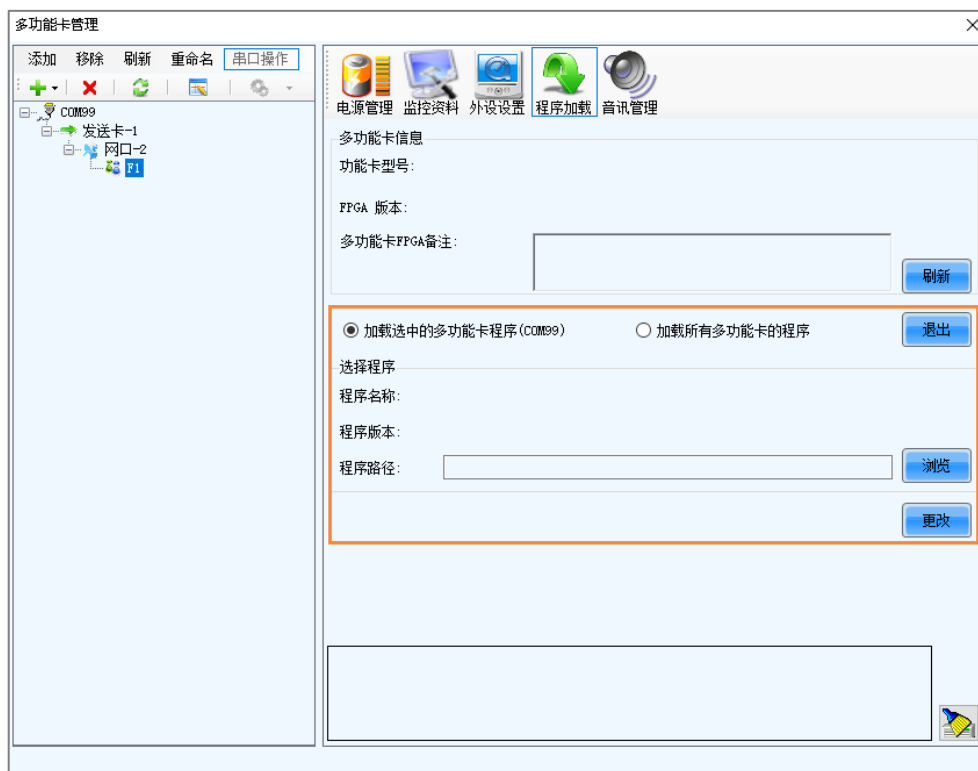 多功能卡管理
添加 移除 刷新 重命名 串口操作
COM99
发送卡-1
网口-2
F1
电源管理 监控资料 外设设置 程序加载 音讯管理
多功能卡信息
功能卡型号:
FPGA 版本:
多功能卡FPGA备注:
刷新
加载选中的多功能卡程序(COM99) 加载所有多功能卡的程序 退出
选择程序
程序名称:
程序版本:
程序路径: 浏览
更改